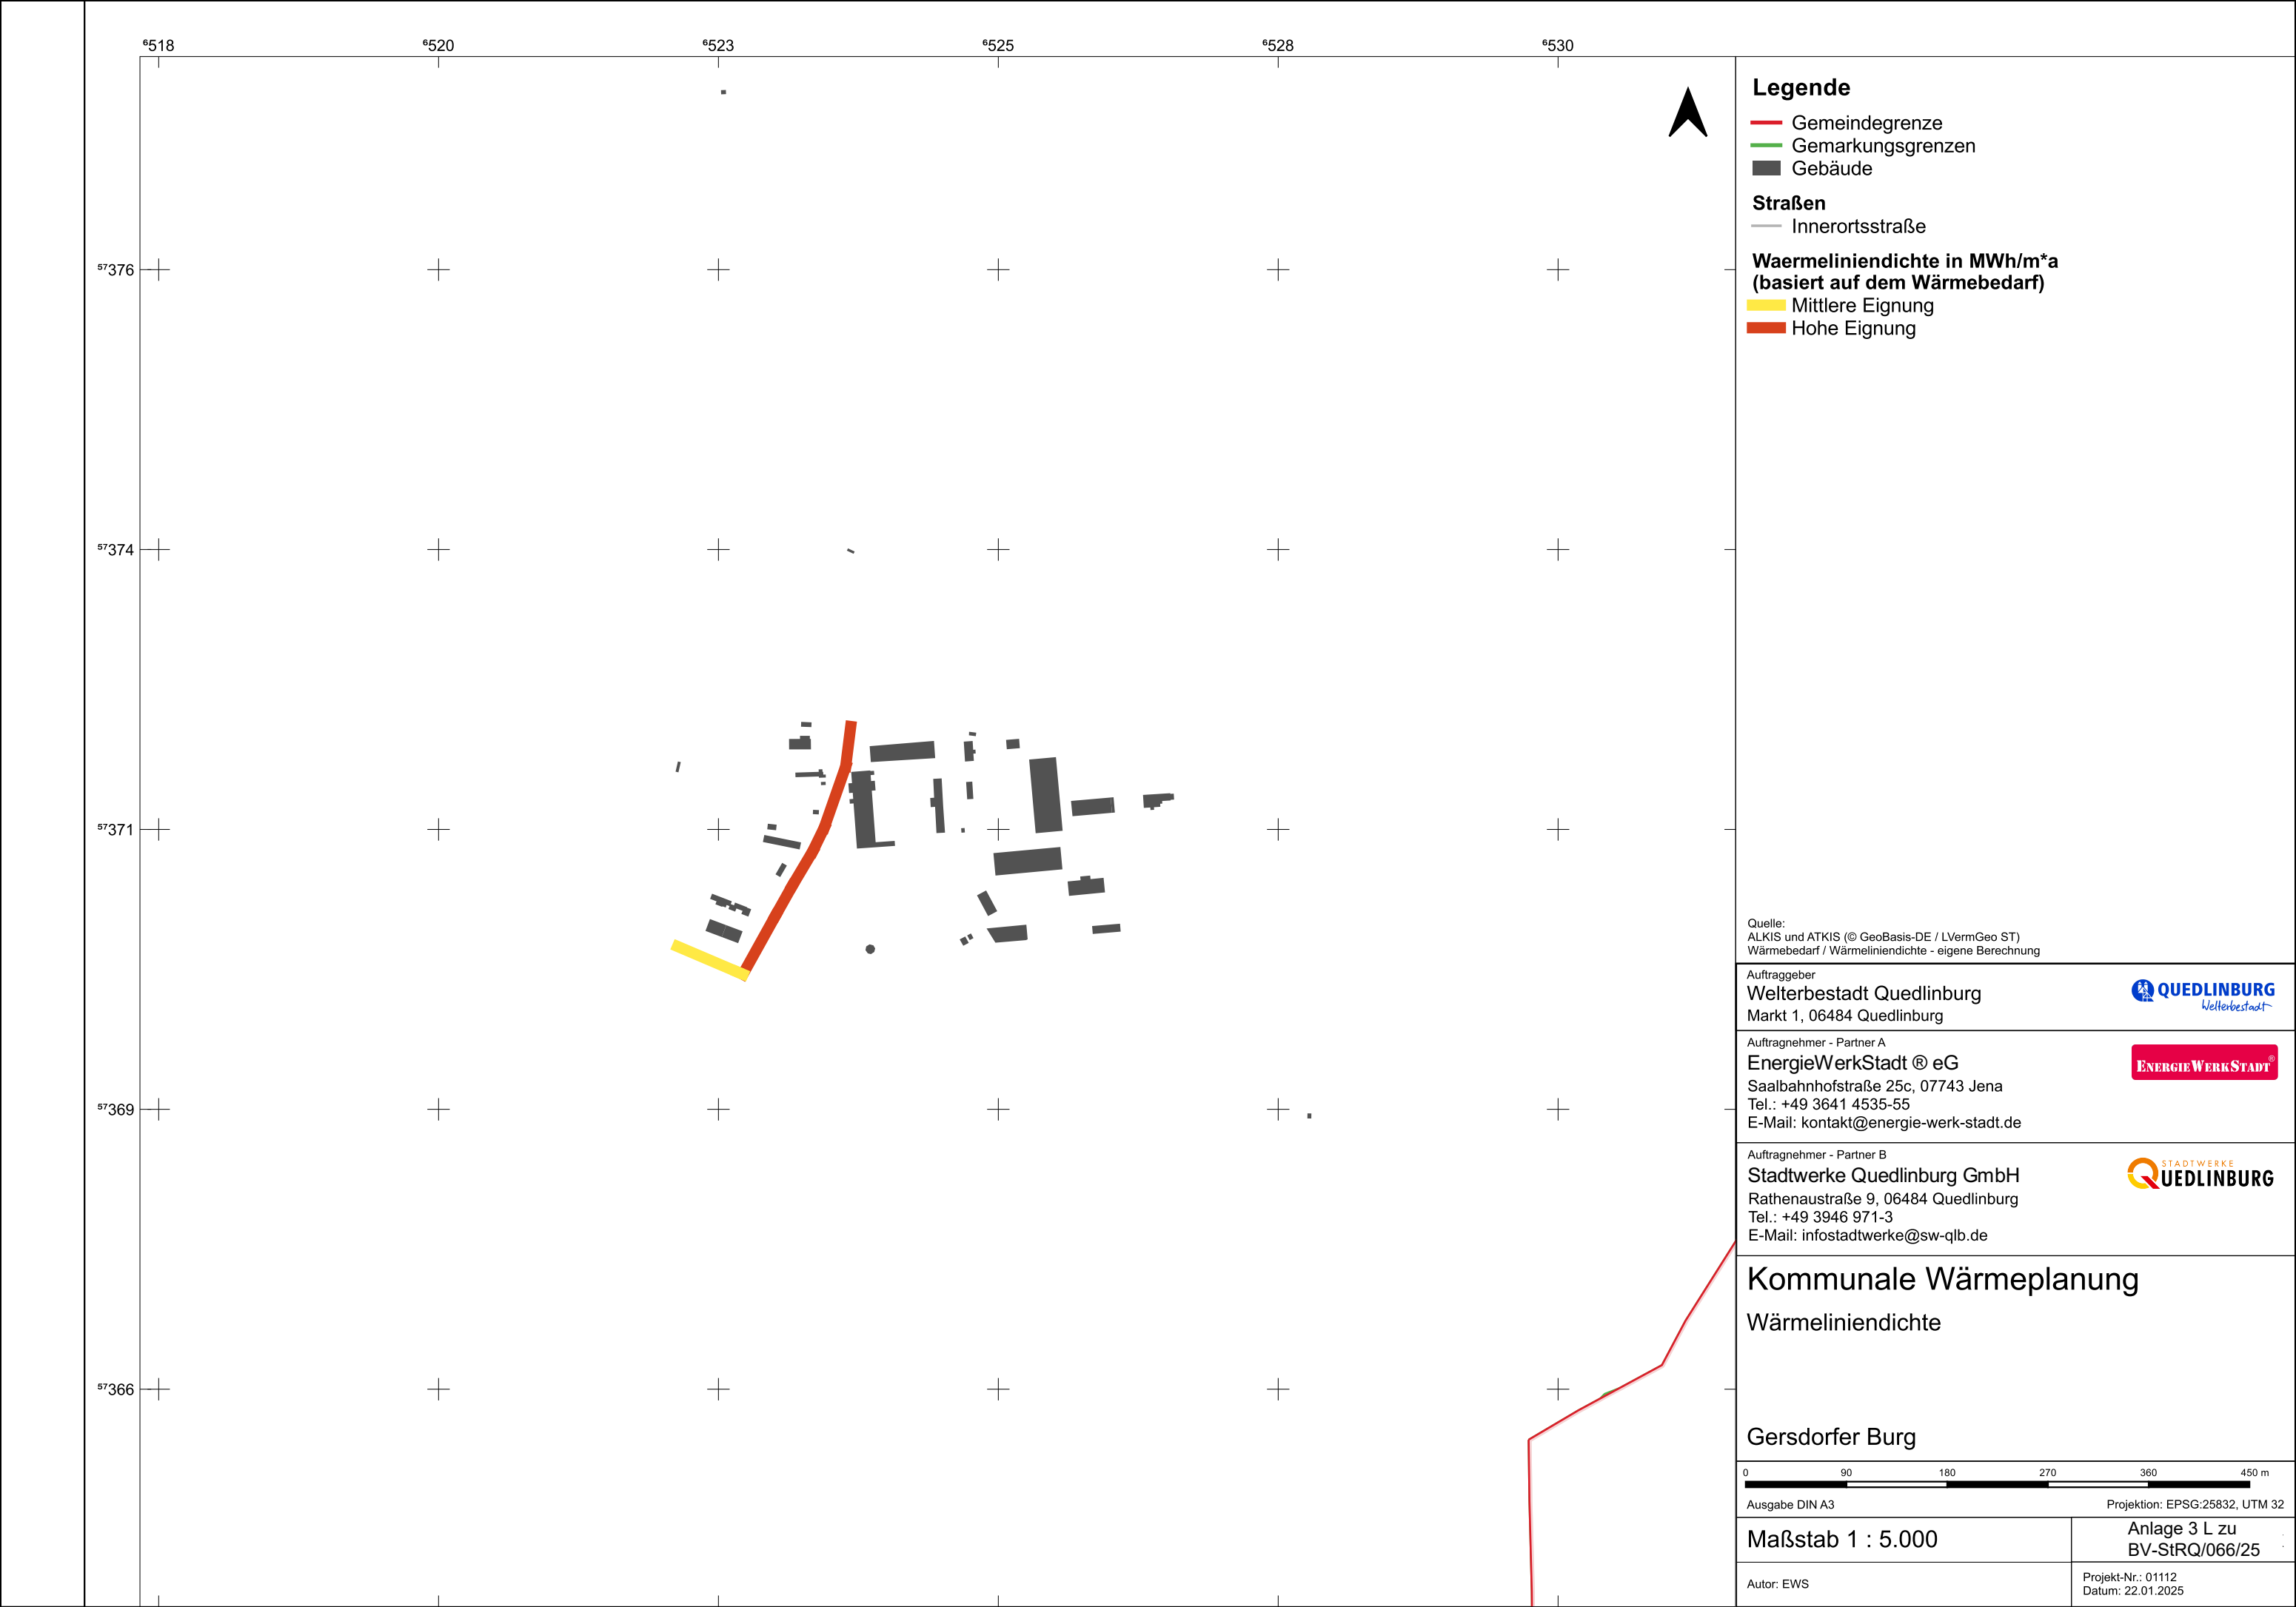 ⁶518 ⁶520 ⁶523 ⁶525 ⁶528 ⁶530
⁵⁷376
⁵⁷374
⁵⁷371
⁵⁷369
⁵⁷366
Legende
Gemeindegrenze
Gemarkungsgrenzen
Gebäude
Straßen
Innerortsstraße
Waermeliniendichte in MWh/m*a
(basiert auf dem Wärmebedarf)
Mittlere Eignung
Hohe Eignung
Quelle:
ALKIS und ATKIS (© GeoBasis-DE / LVermGeo ST)
Wärmebedarf / Wärmeliniendichte - eigene Berechnung
Auftraggeber
Welterbestadt Quedlinburg
Markt 1, 06484 Quedlinburg
QUEDLINBURG
Welterbestadt
Auftragnehmer - Partner A
EnergieWerkStadt ® eG
Saalbahnhofstraße 25c, 07743 Jena
Tel.: +49 3641 4535-55
E-Mail: kontakt@energie-werk-stadt.de
ENERGIEWERKSTADT®
Auftragnehmer - Partner B
Stadtwerke Quedlinburg GmbH
Rathenaustraße 9, 06484 Quedlinburg
Tel.: +49 3946 971-3
E-Mail: infostadtwerke@sw-qlb.de
STADTWERKE
QUEDLINBURG
Kommunale Wärmeplanung
Wärmeliniendichte
Gersdorfer Burg
0 90 180 270 360 450 m
Ausgabe DIN A3
Projektion: EPSG:25832, UTM 32
Maßstab 1 : 5.000
Anlage 3 L zu
BV-StRQ/066/25
Autor: EWS
Projekt-Nr.: 01112
Datum: 22.01.2025